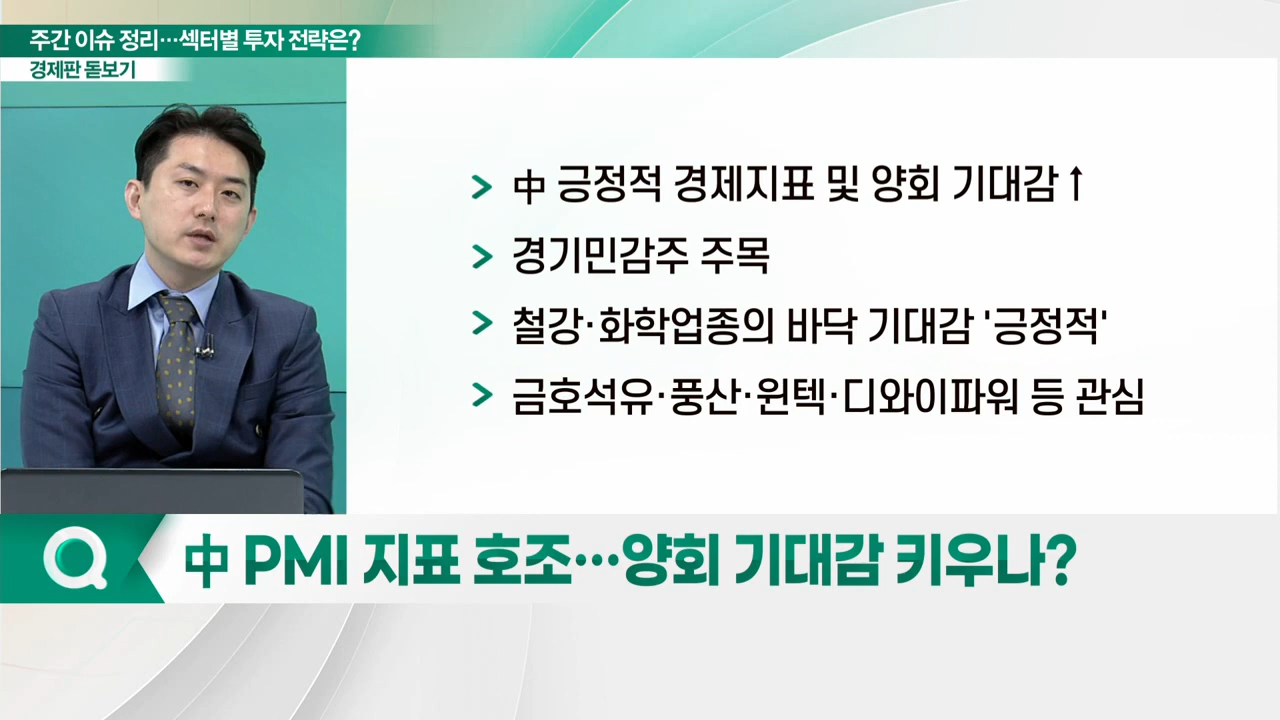 주간 이슈 정리…섹터별 투자 전략은?
경제판 돋보기
> 中 긍정적 경제지표 및 양회 기대감↑
> 경기민감주 주목
> 철강·화학업종의 바닥 기대감 '긍정적'
> 금호석유·풍산·윈텍·디와이파워 등 관심
Q 中 PMI 지표 호조…양회 기대감 키우나?